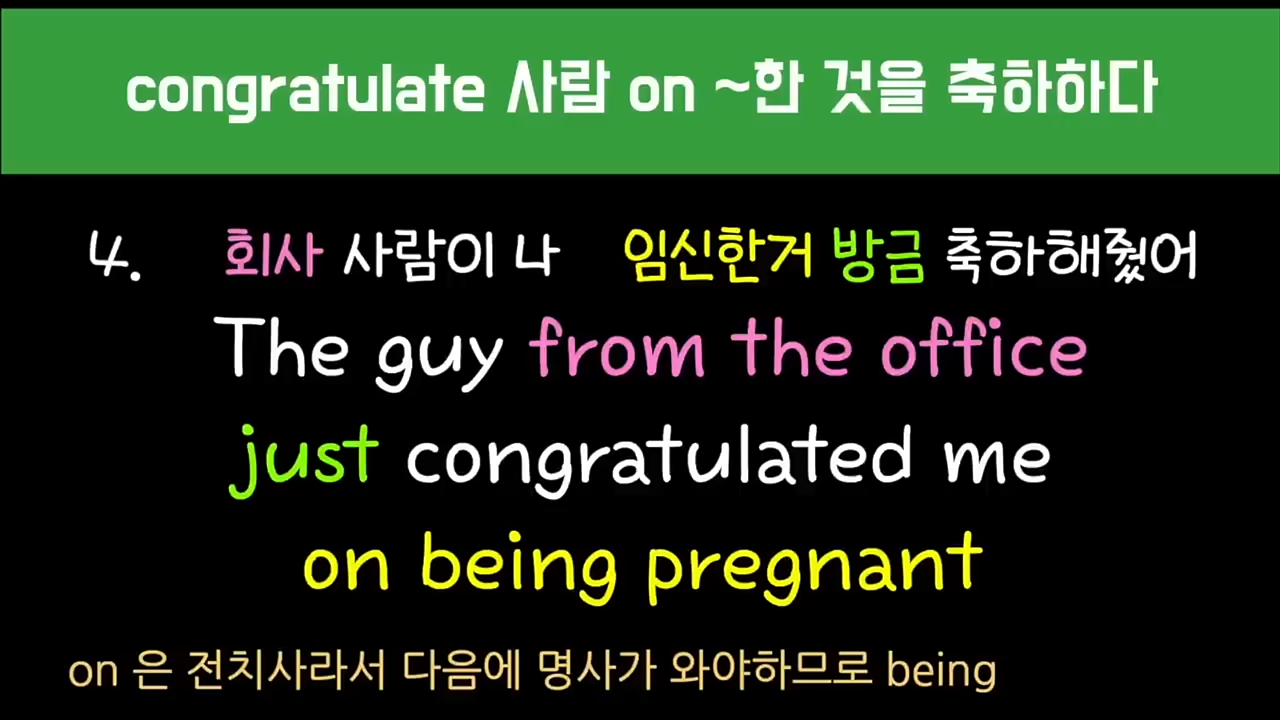 congratulate 사람 on ~한 것을 축하하다
4. 회사 사람이 나 임신한거 방금 축하해줬어
The guy from the office
just congratulated me
on being pregnant
on 은 전치사라서 다음에 명사가 와야하므로 being